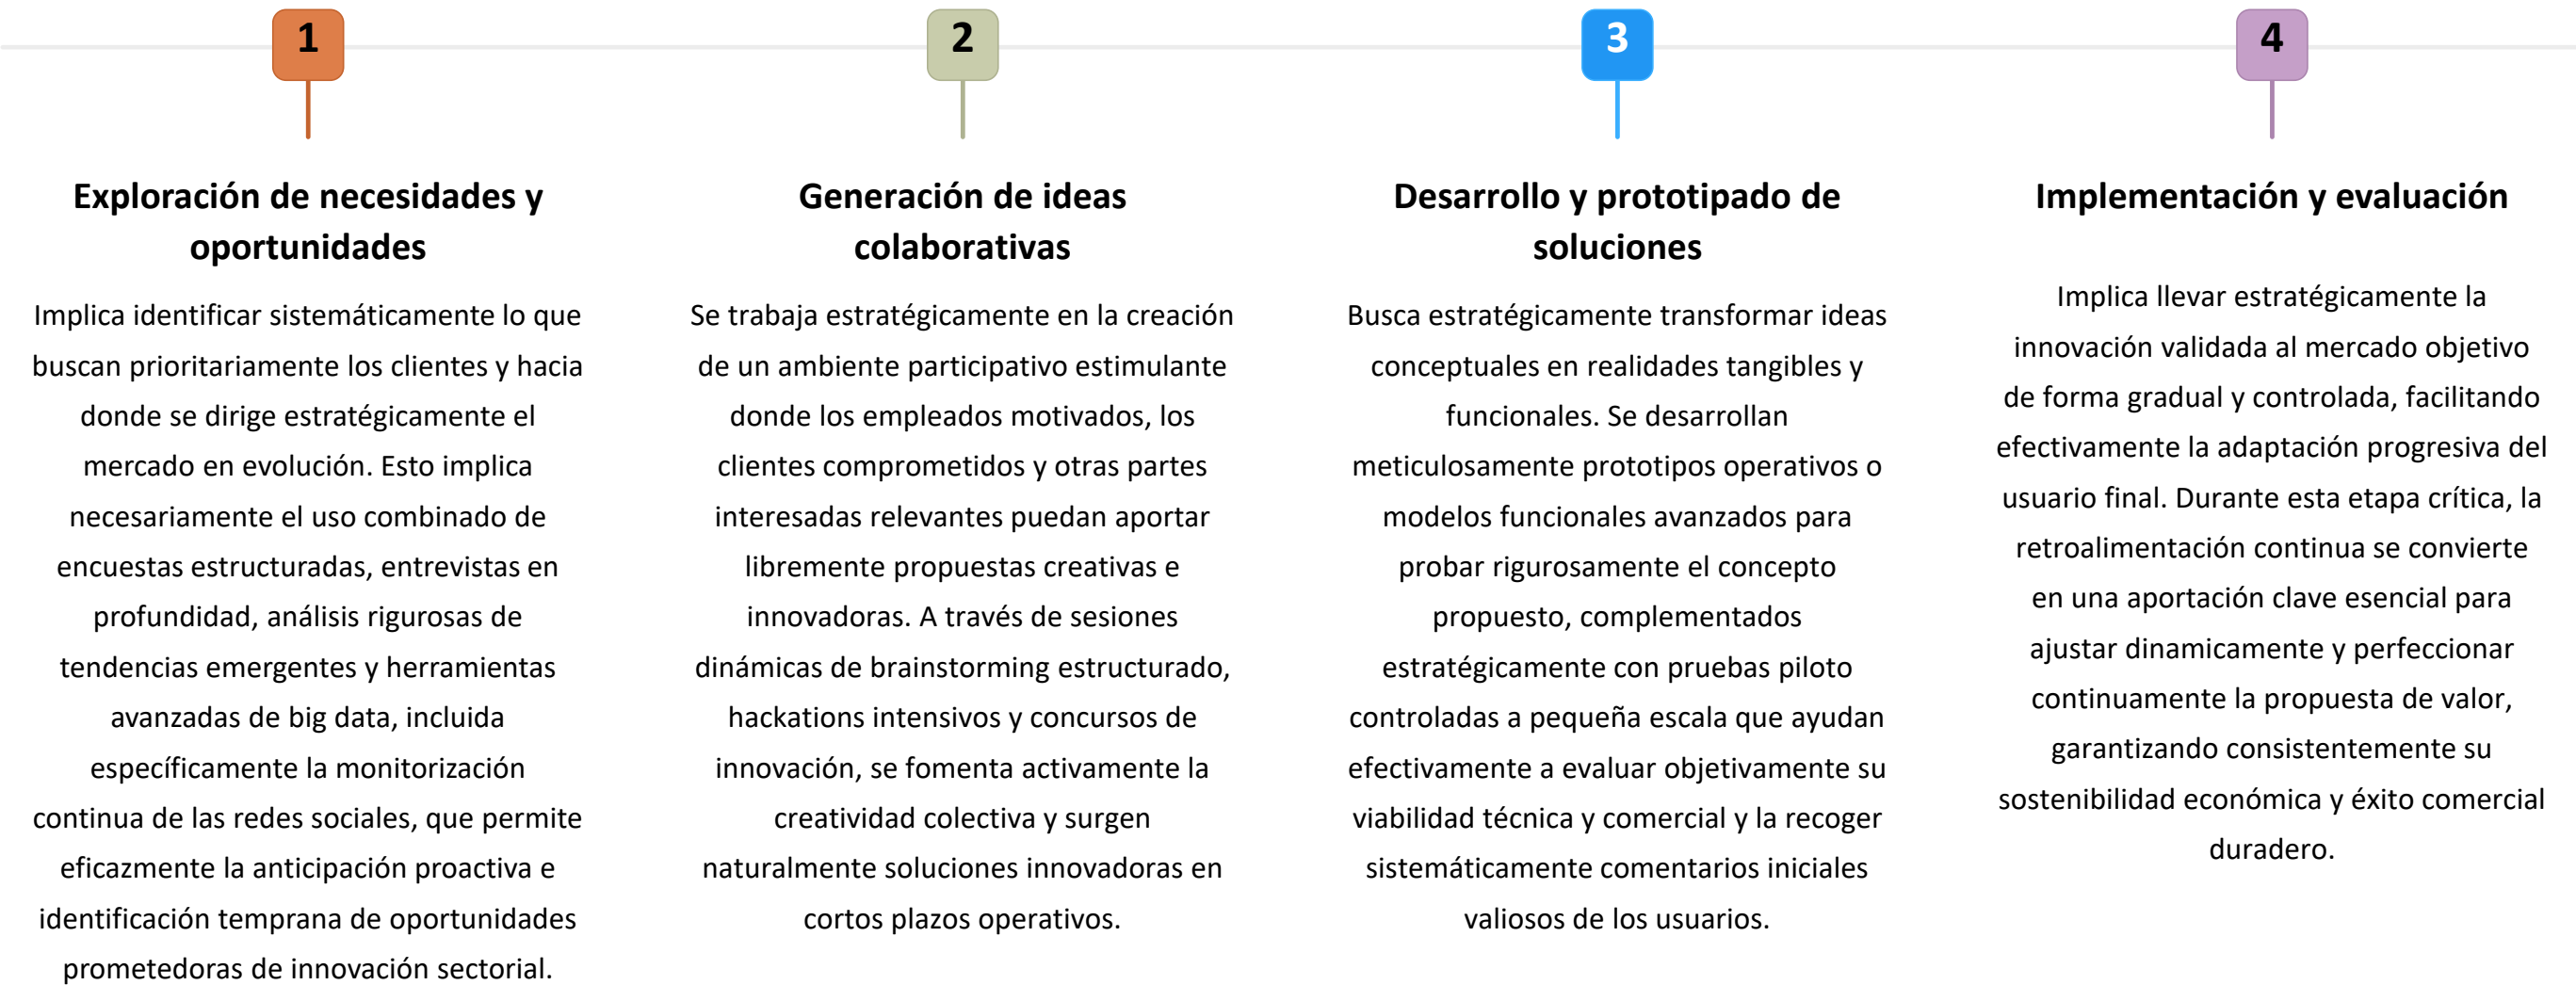 1
Exploración de necesidades y
oportunidades
Implica identificar sistemáticamente lo que
buscan prioritariamente los clientes y hacia
donde se dirige estratégicamente el
mercado en evolución. Esto implica
necesariamente el uso combinado de
encuestas estructuradas, entrevistas en
profundidad, análisis rigurosas de
tendencias emergentes y herramientas
avanzadas de big data, incluida
específicamente la monitorización
continua de las redes sociales, que permite
eficazmente la anticipación proactiva e
identificación temprana de oportunidades
prometedoras de innovación sectorial.
2
Generación de ideas
colaborativas
Se trabaja estratégicamente en la creación
de un ambiente participativo estimulante
donde los empleados motivados, los
clientes comprometidos y otras partes
interesadas relevantes puedan aportar
libremente propuestas creativas e
innovadoras. A través de sesiones
dinámicas de brainstorming estructurado,
hackations intensivos y concursos de
innovación, se fomenta activamente la
creatividad colectiva y surgen
naturalmente soluciones innovadoras en
cortos plazos operativos.
3
Desarrollo y prototipado de
soluciones
Busca estratégicamente transformar ideas
conceptuales en realidades tangibles y
funcionales. Se desarrollan
meticulosamente prototipos operativos o
modelos funcionales avanzados para
probar rigurosamente el concepto
propuesto, complementados
estratégicamente con pruebas piloto
controladas a pequeña escala que ayudan
efectivamente a evaluar objetivamente su
viabilidad técnica y comercial y la recoger
sistemáticamente comentarios iniciales
valiosos de los usuarios.
4
Implementación y evaluación
Implica llevar estratégicamente la
innovación validada al mercado objetivo
de forma gradual y controlada, facilitando
efectivamente la adaptación progresiva del
usuario final. Durante esta etapa crítica, la
retroalimentación continua se convierte
en una aportación clave esencial para
ajustar dinamicamente y perfeccionar
continuamente la propuesta de valor,
garantizando consistentemente su
sostenibilidad económica y éxito comercial
duradero.